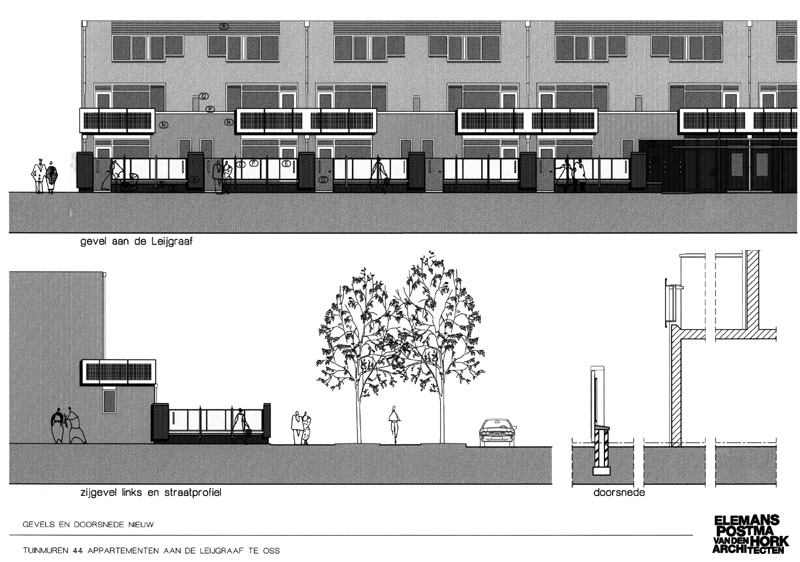 gevel aan de Leijgraaf
zijgevel links en straatprofiel
doorsnede
GEVELS EN DOORSNEDE NIEUW
TUINMUREN 44 APPARTEMENTEN AAN DE LEIJGRAAF TE OSS
ELEMANS
POSTMA
VAN DEN HORK
ARCHITECTEN